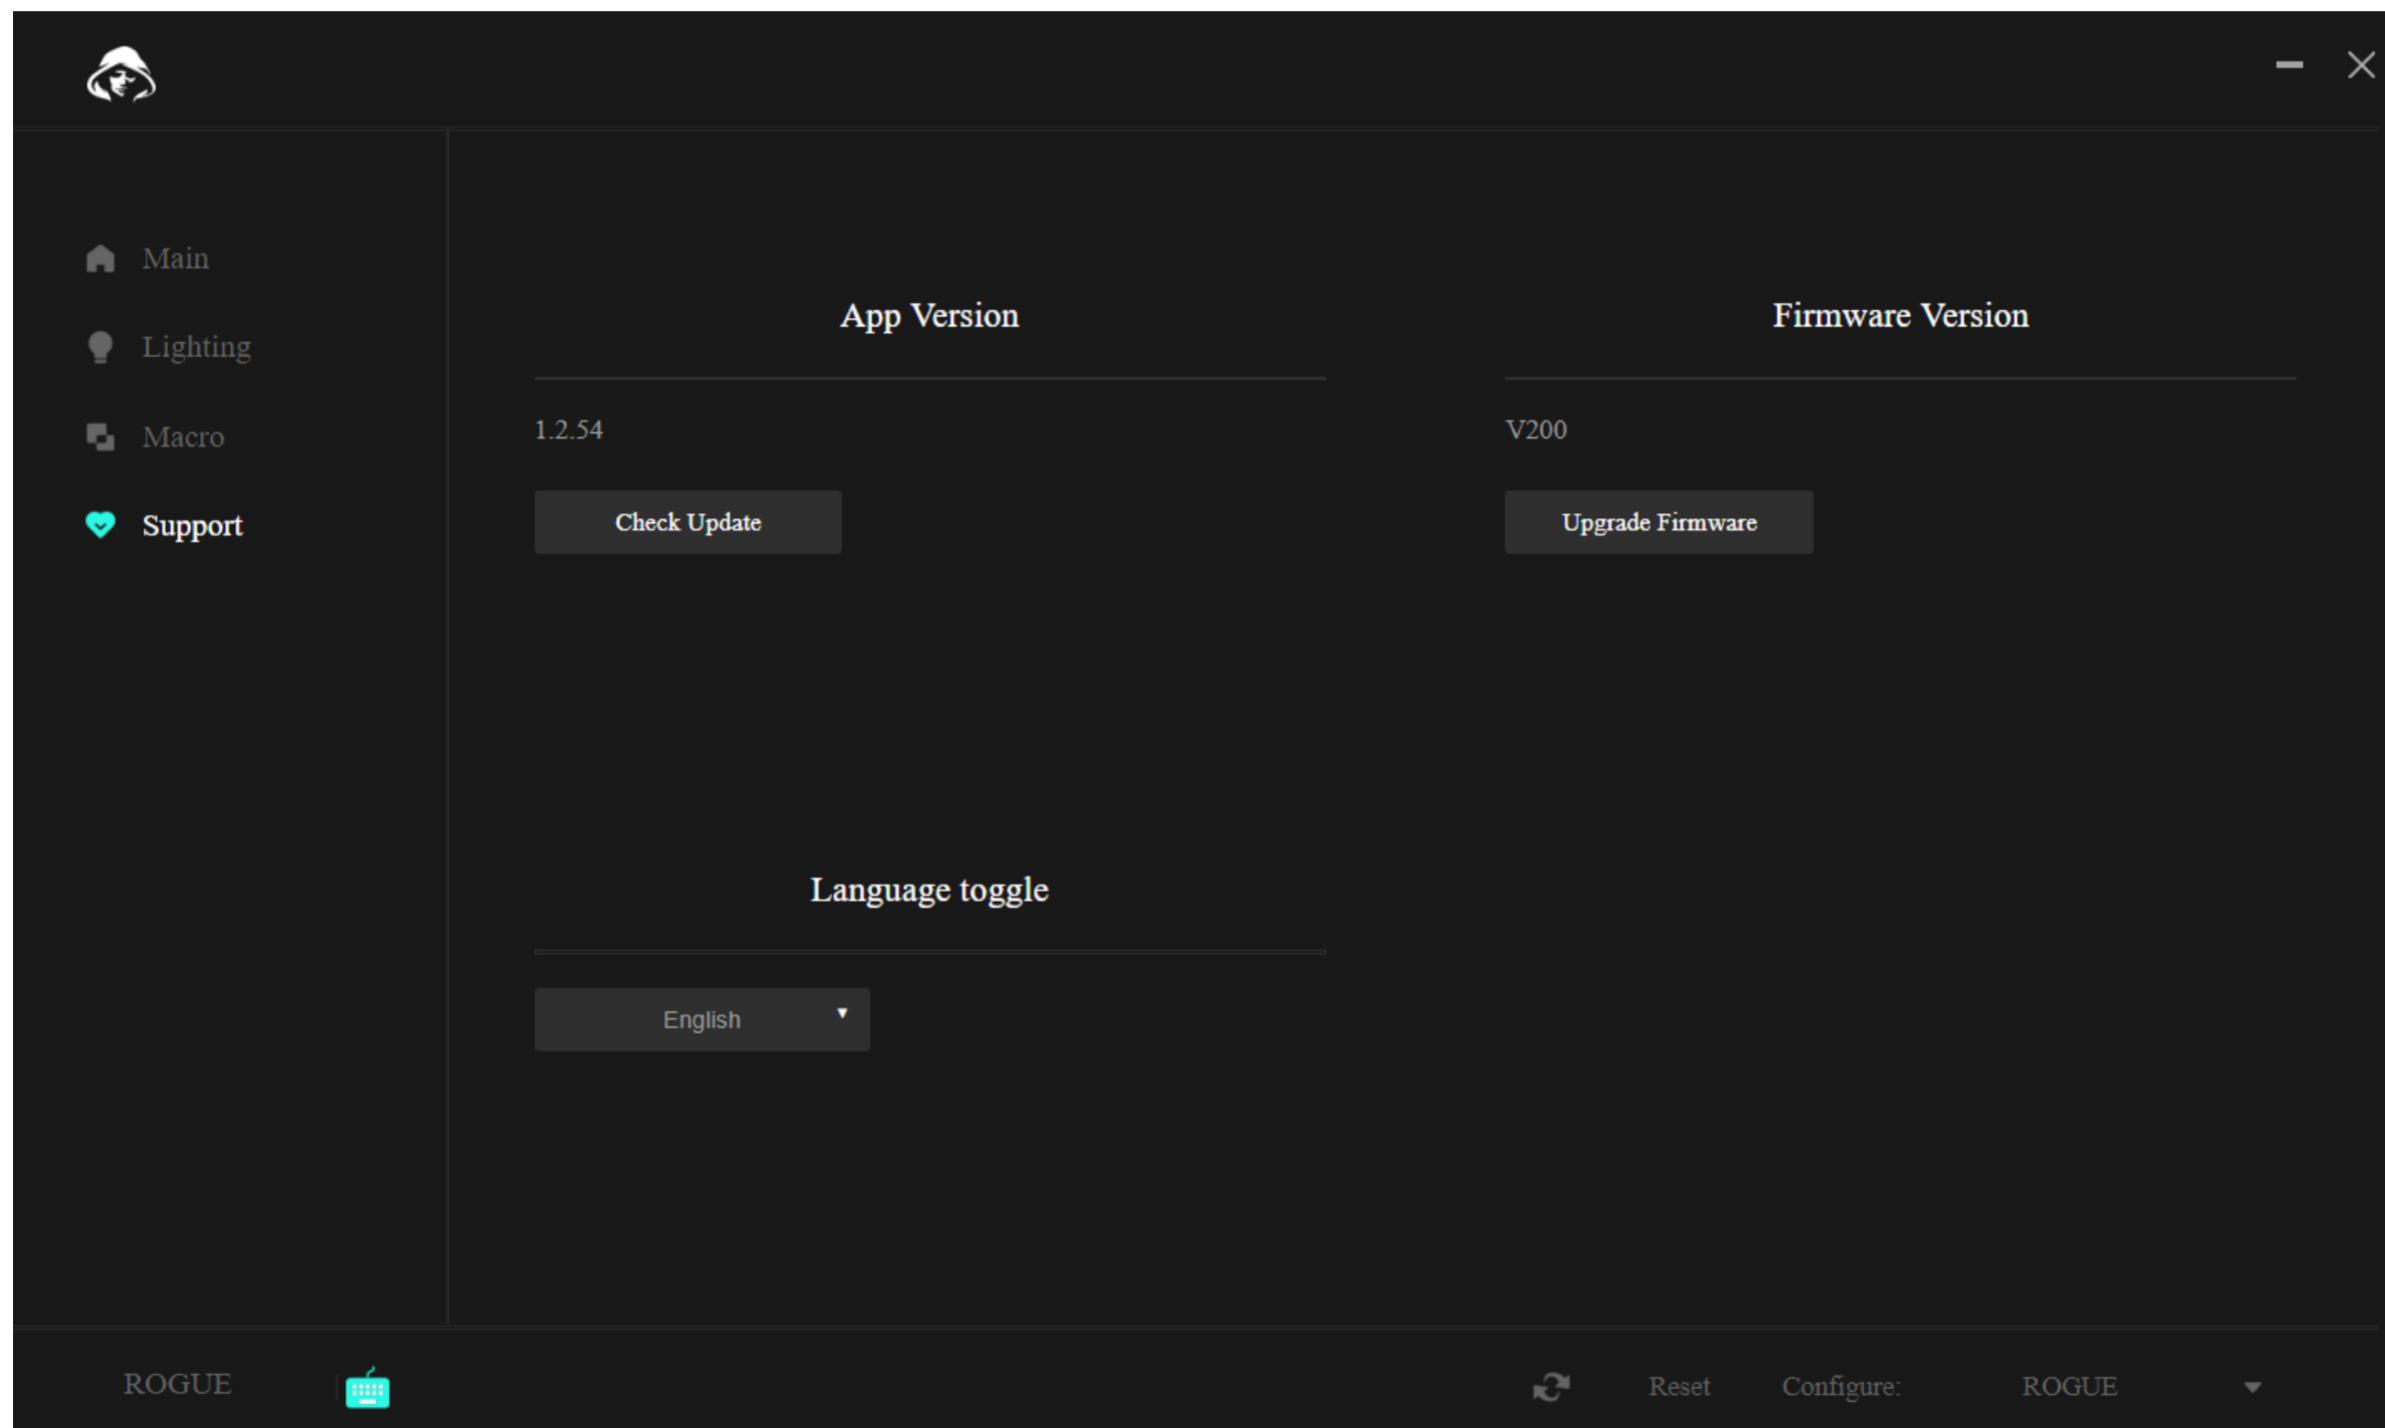 Main
Lighting
Macro
Support
App Version
1.2.54
Check Update
Firmware Version
V200
Upgrade Firmware
Language toggle
English
ROGUE
Reset
Configure:
ROGUE